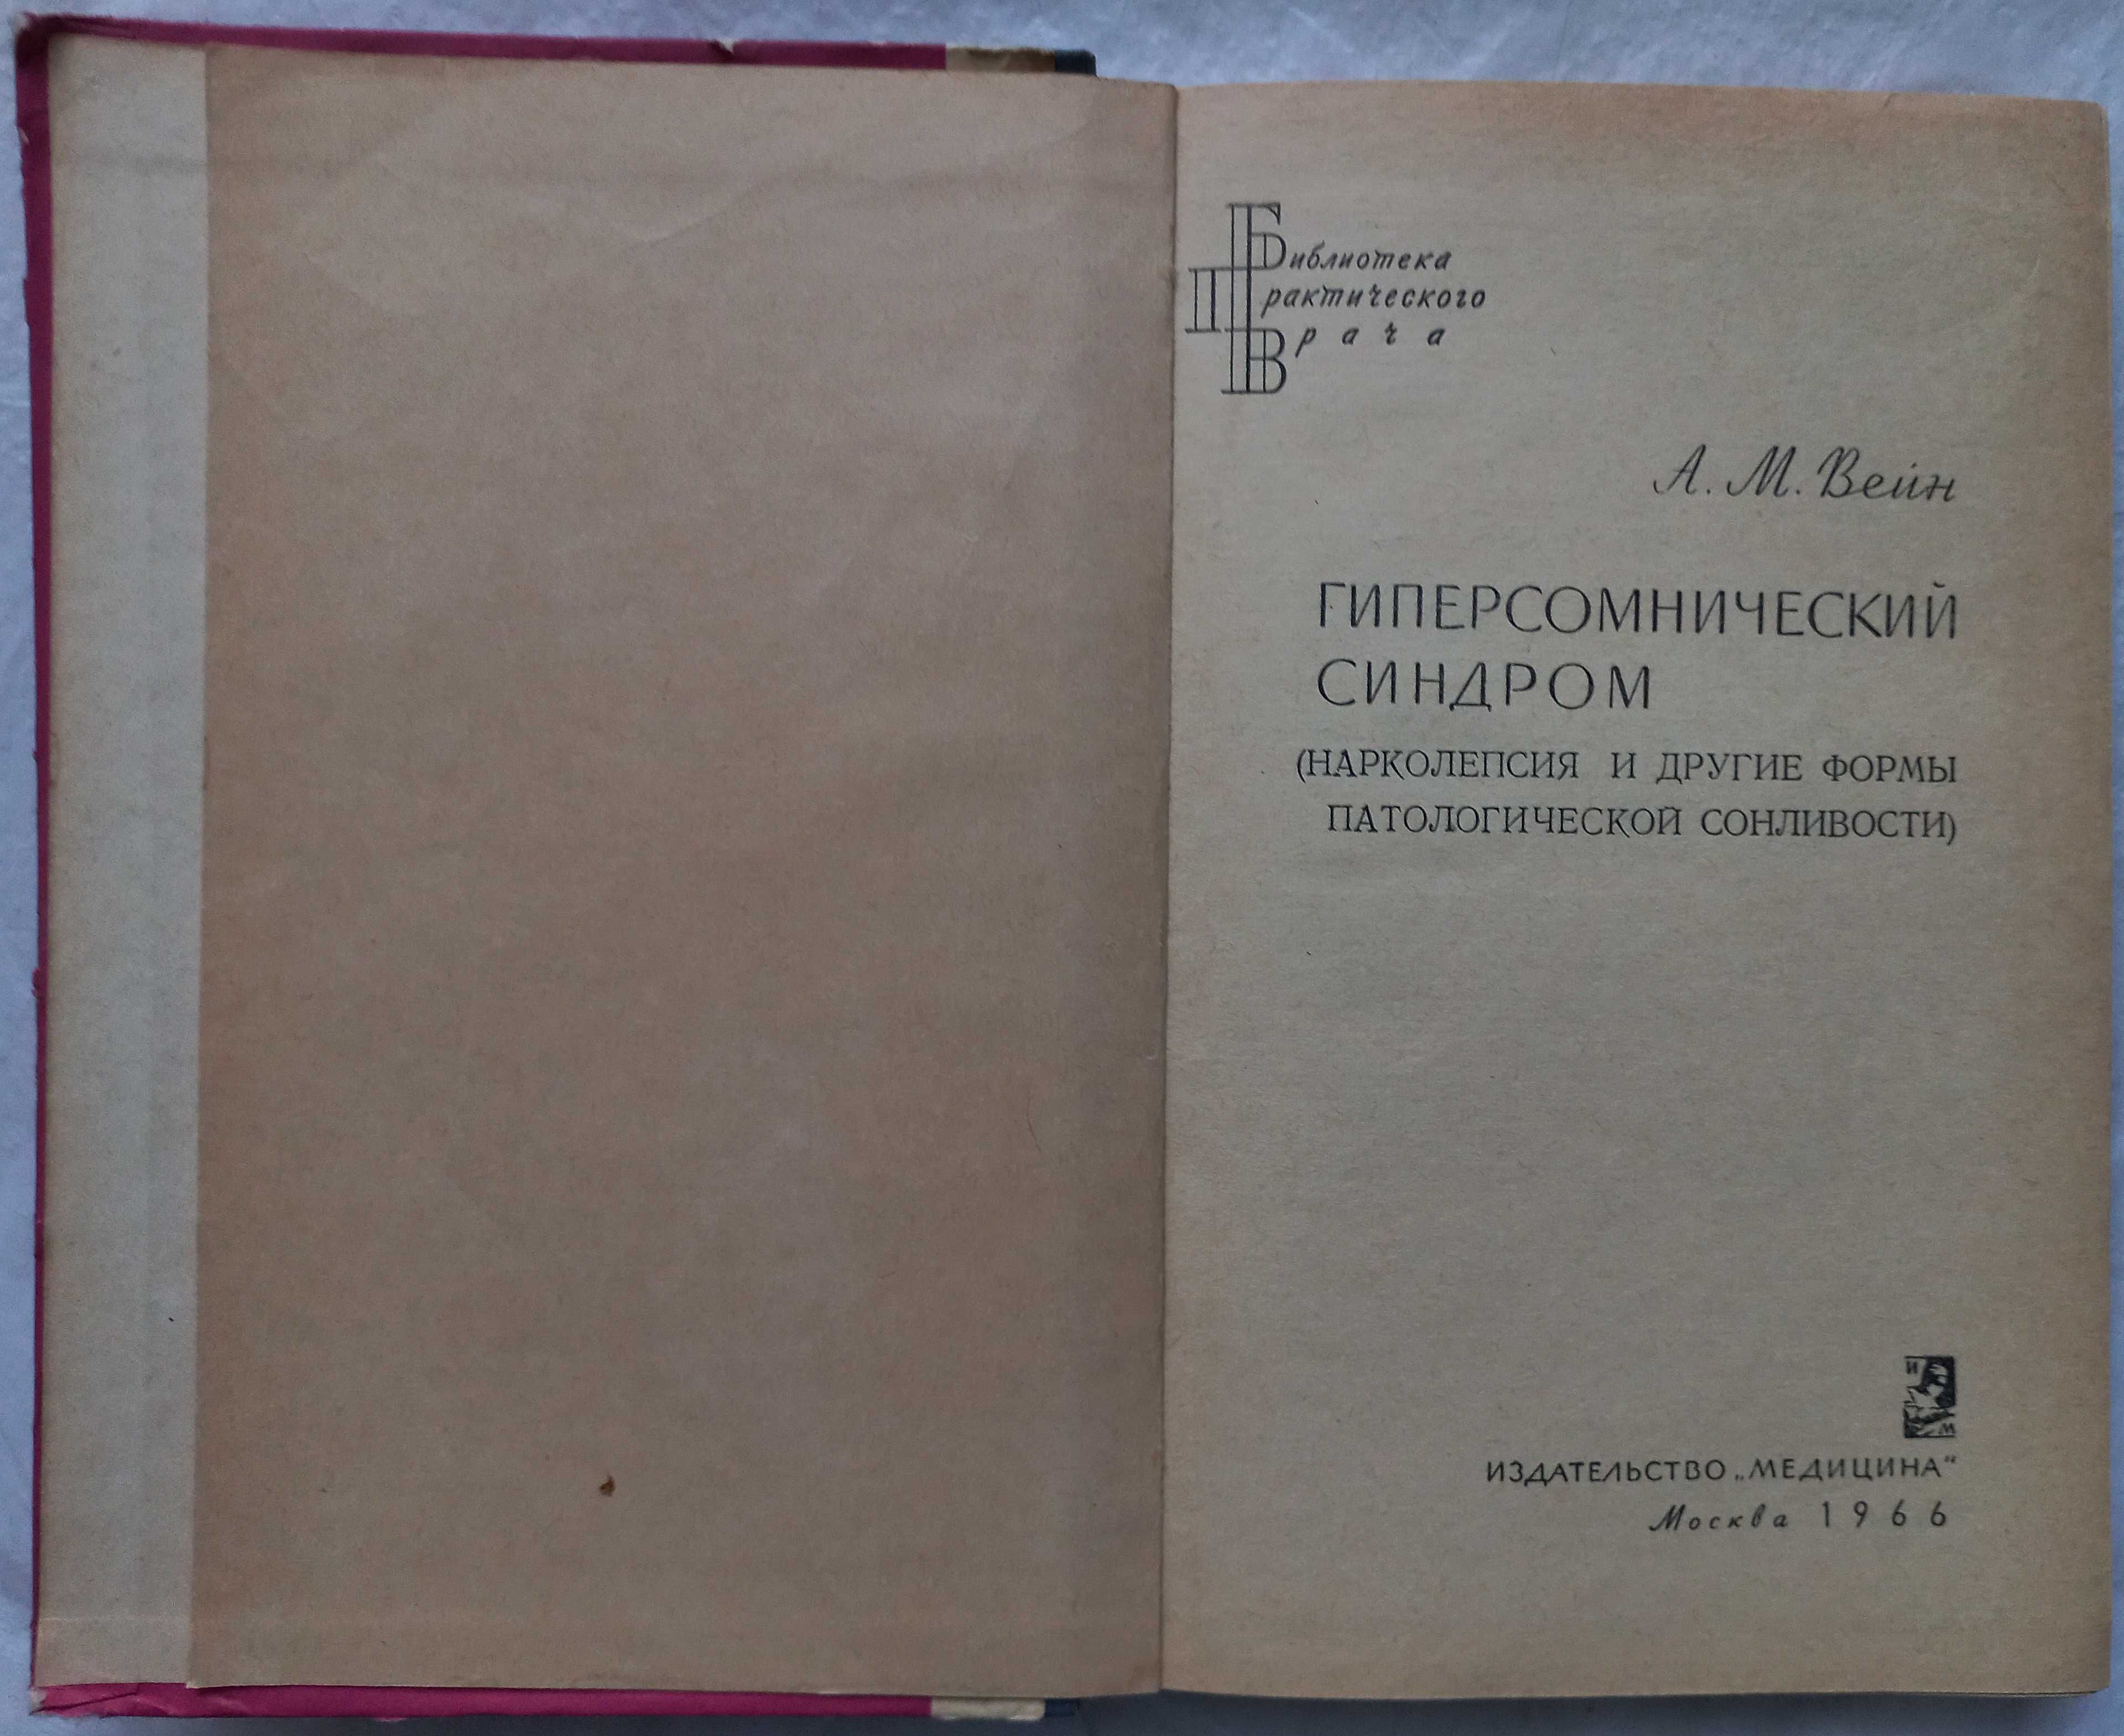 Библиотека
Практического
Врача
А. М. Вейн
ГИПЕРСОМНИЧЕСКИЙ
СИНДРОМ
(НАРКОЛЕПСИЯ И ДРУГИЕ ФОРМЫ
ПАТОЛОГИЧЕСКОЙ СОНЛИВОСТИ)
И
М
ИЗДАТЕЛЬСТВО „МЕДИЦИНА“
Москва 1966